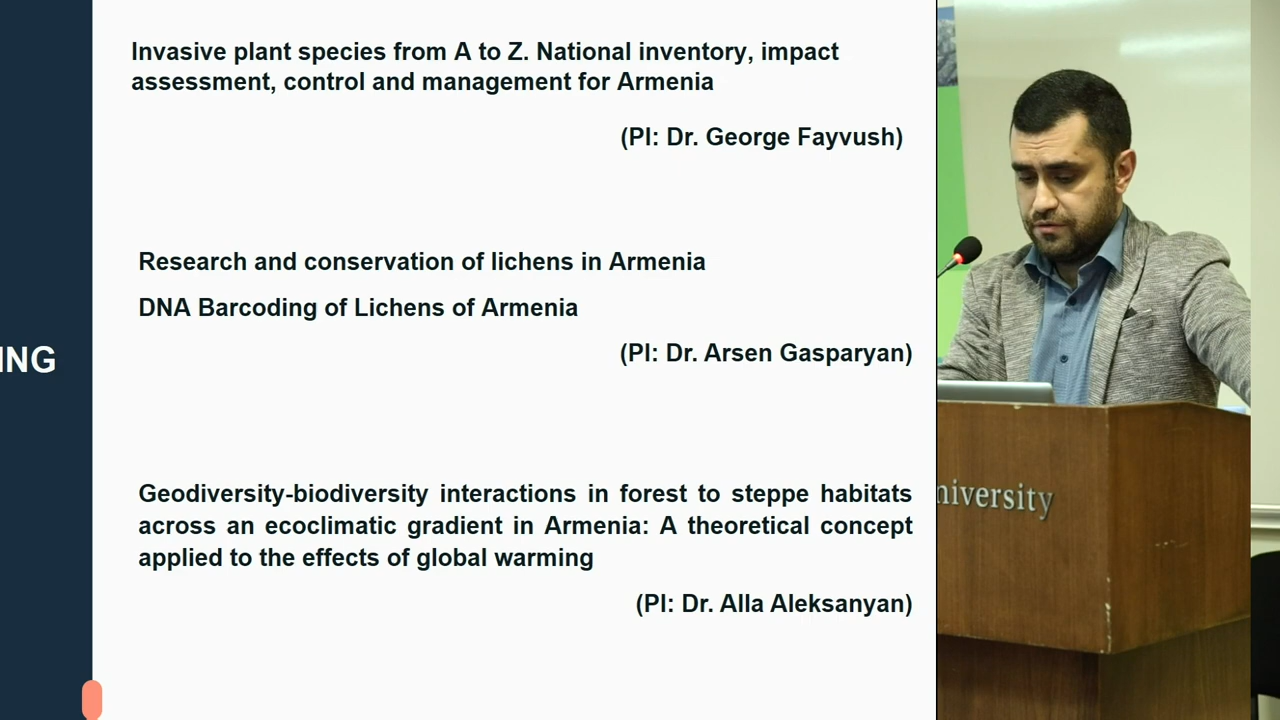 Invasive plant species from A to Z. National inventory, impact
assessment, control and management for Armenia
(PI: Dr. George Fayvush)
Research and conservation of lichens in Armenia
DNA Barcoding of Lichens of Armenia
(PI: Dr. Arsen Gasparyan)
ING
Geodiversity-biodiversity interactions in forest to steppe habitats
across an ecoclimatic gradient in Armenia: A theoretical concept
applied to the effects of global warming
(PI: Dr. Alla Aleksanyan)
niversity